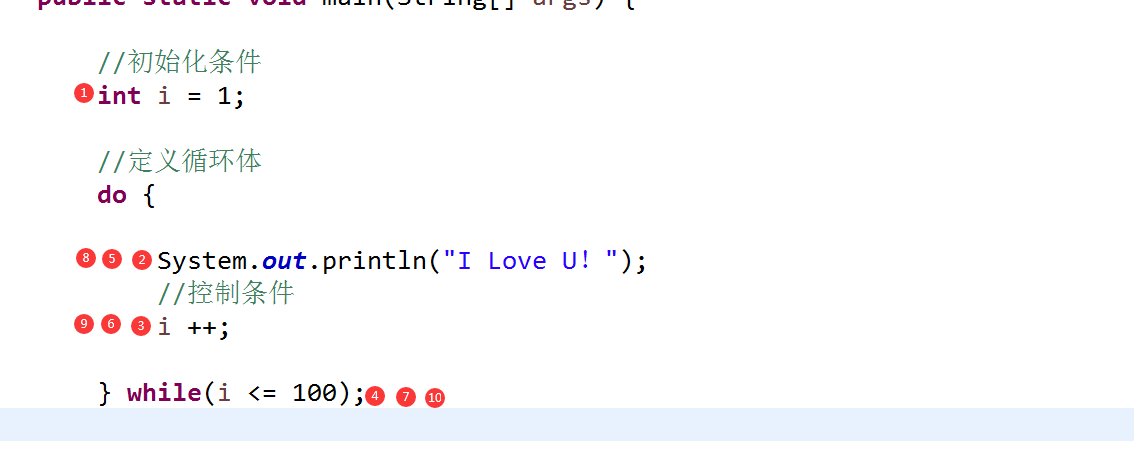 public static void main(String[] args) {
//初始化条件
1 int i = 1;
//定义循环体
do {
8 5 2 System.out.println("I Love U! ");
//控制条件
9 6 3 i ++;
} while(i <= 100); 4 7 10